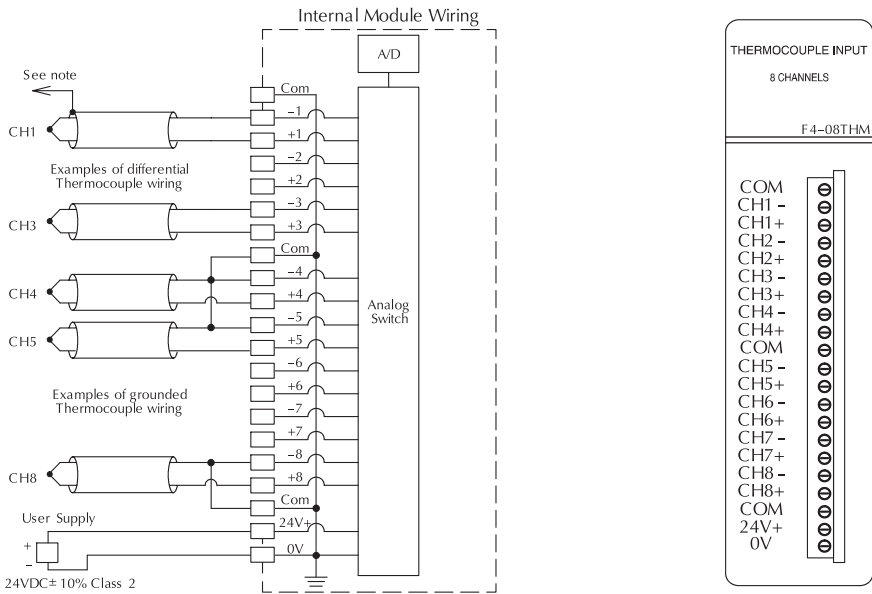 Internal Module Wiring
A/D
See note
CH1
Com
–1
+1
Examples of differential
Thermocouple wiring
–2
+2
CH3
–3
+3
Com
CH4
–4
+4
Analog
Switch
CH5
–5
+5
–6
Examples of grounded
Thermocouple wiring
+6
–7
+7
CH8
–8
+8
Com
User Supply
24V+
+
–
0V
24VDC± 10% Class 2
THERMOCOUPLE INPUT
8 CHANNELS
F4–08THM
COM
CH1 –
CH1+
CH2 –
CH2+
CH3 –
CH3+
CH4 –
CH4+
COM
CH5 –
CH5+
CH6 –
CH6+
CH7 –
CH7+
CH8 –
CH8+
COM
24V+
0V